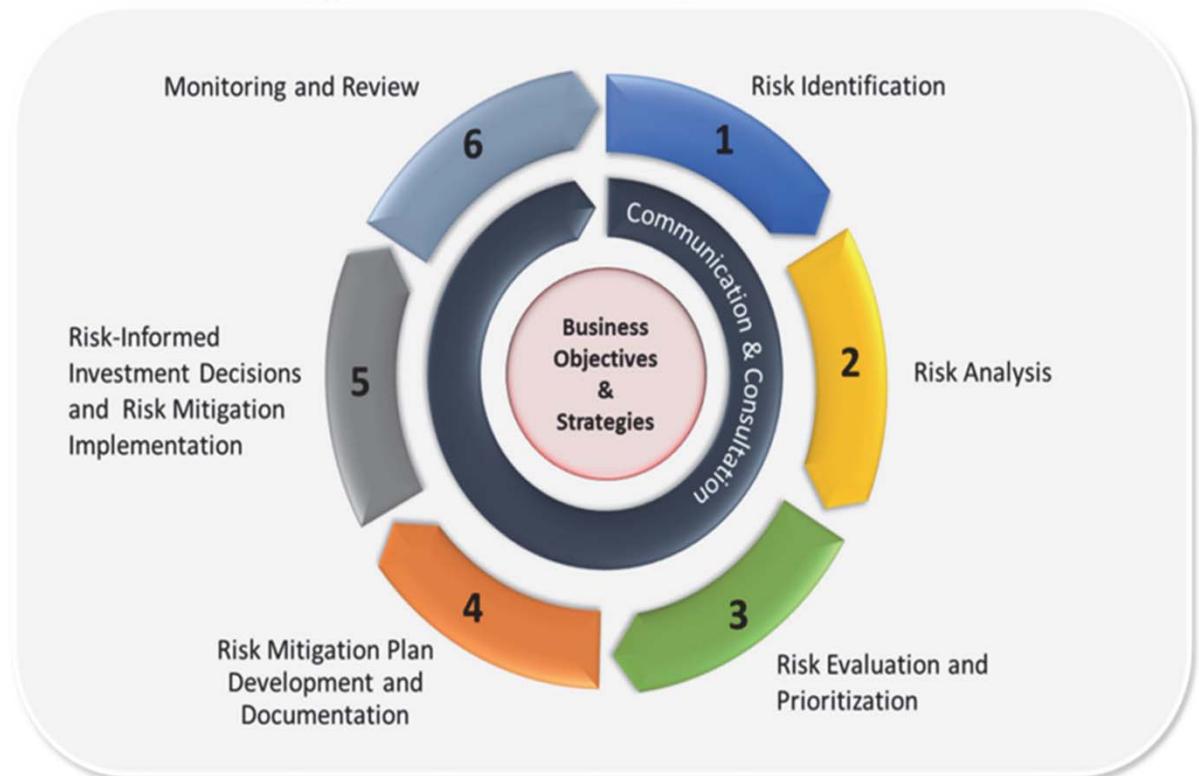 Monitoring and Review
Risk Identification
6
1
Communication & Consultation
Business
Objectives
&
Strategies
Risk-Informed
Investment Decisions
and Risk Mitigation
Implementation
5
2
Risk Analysis
4
3
Risk Mitigation Plan
Development and
Documentation
Risk Evaluation and
Prioritization